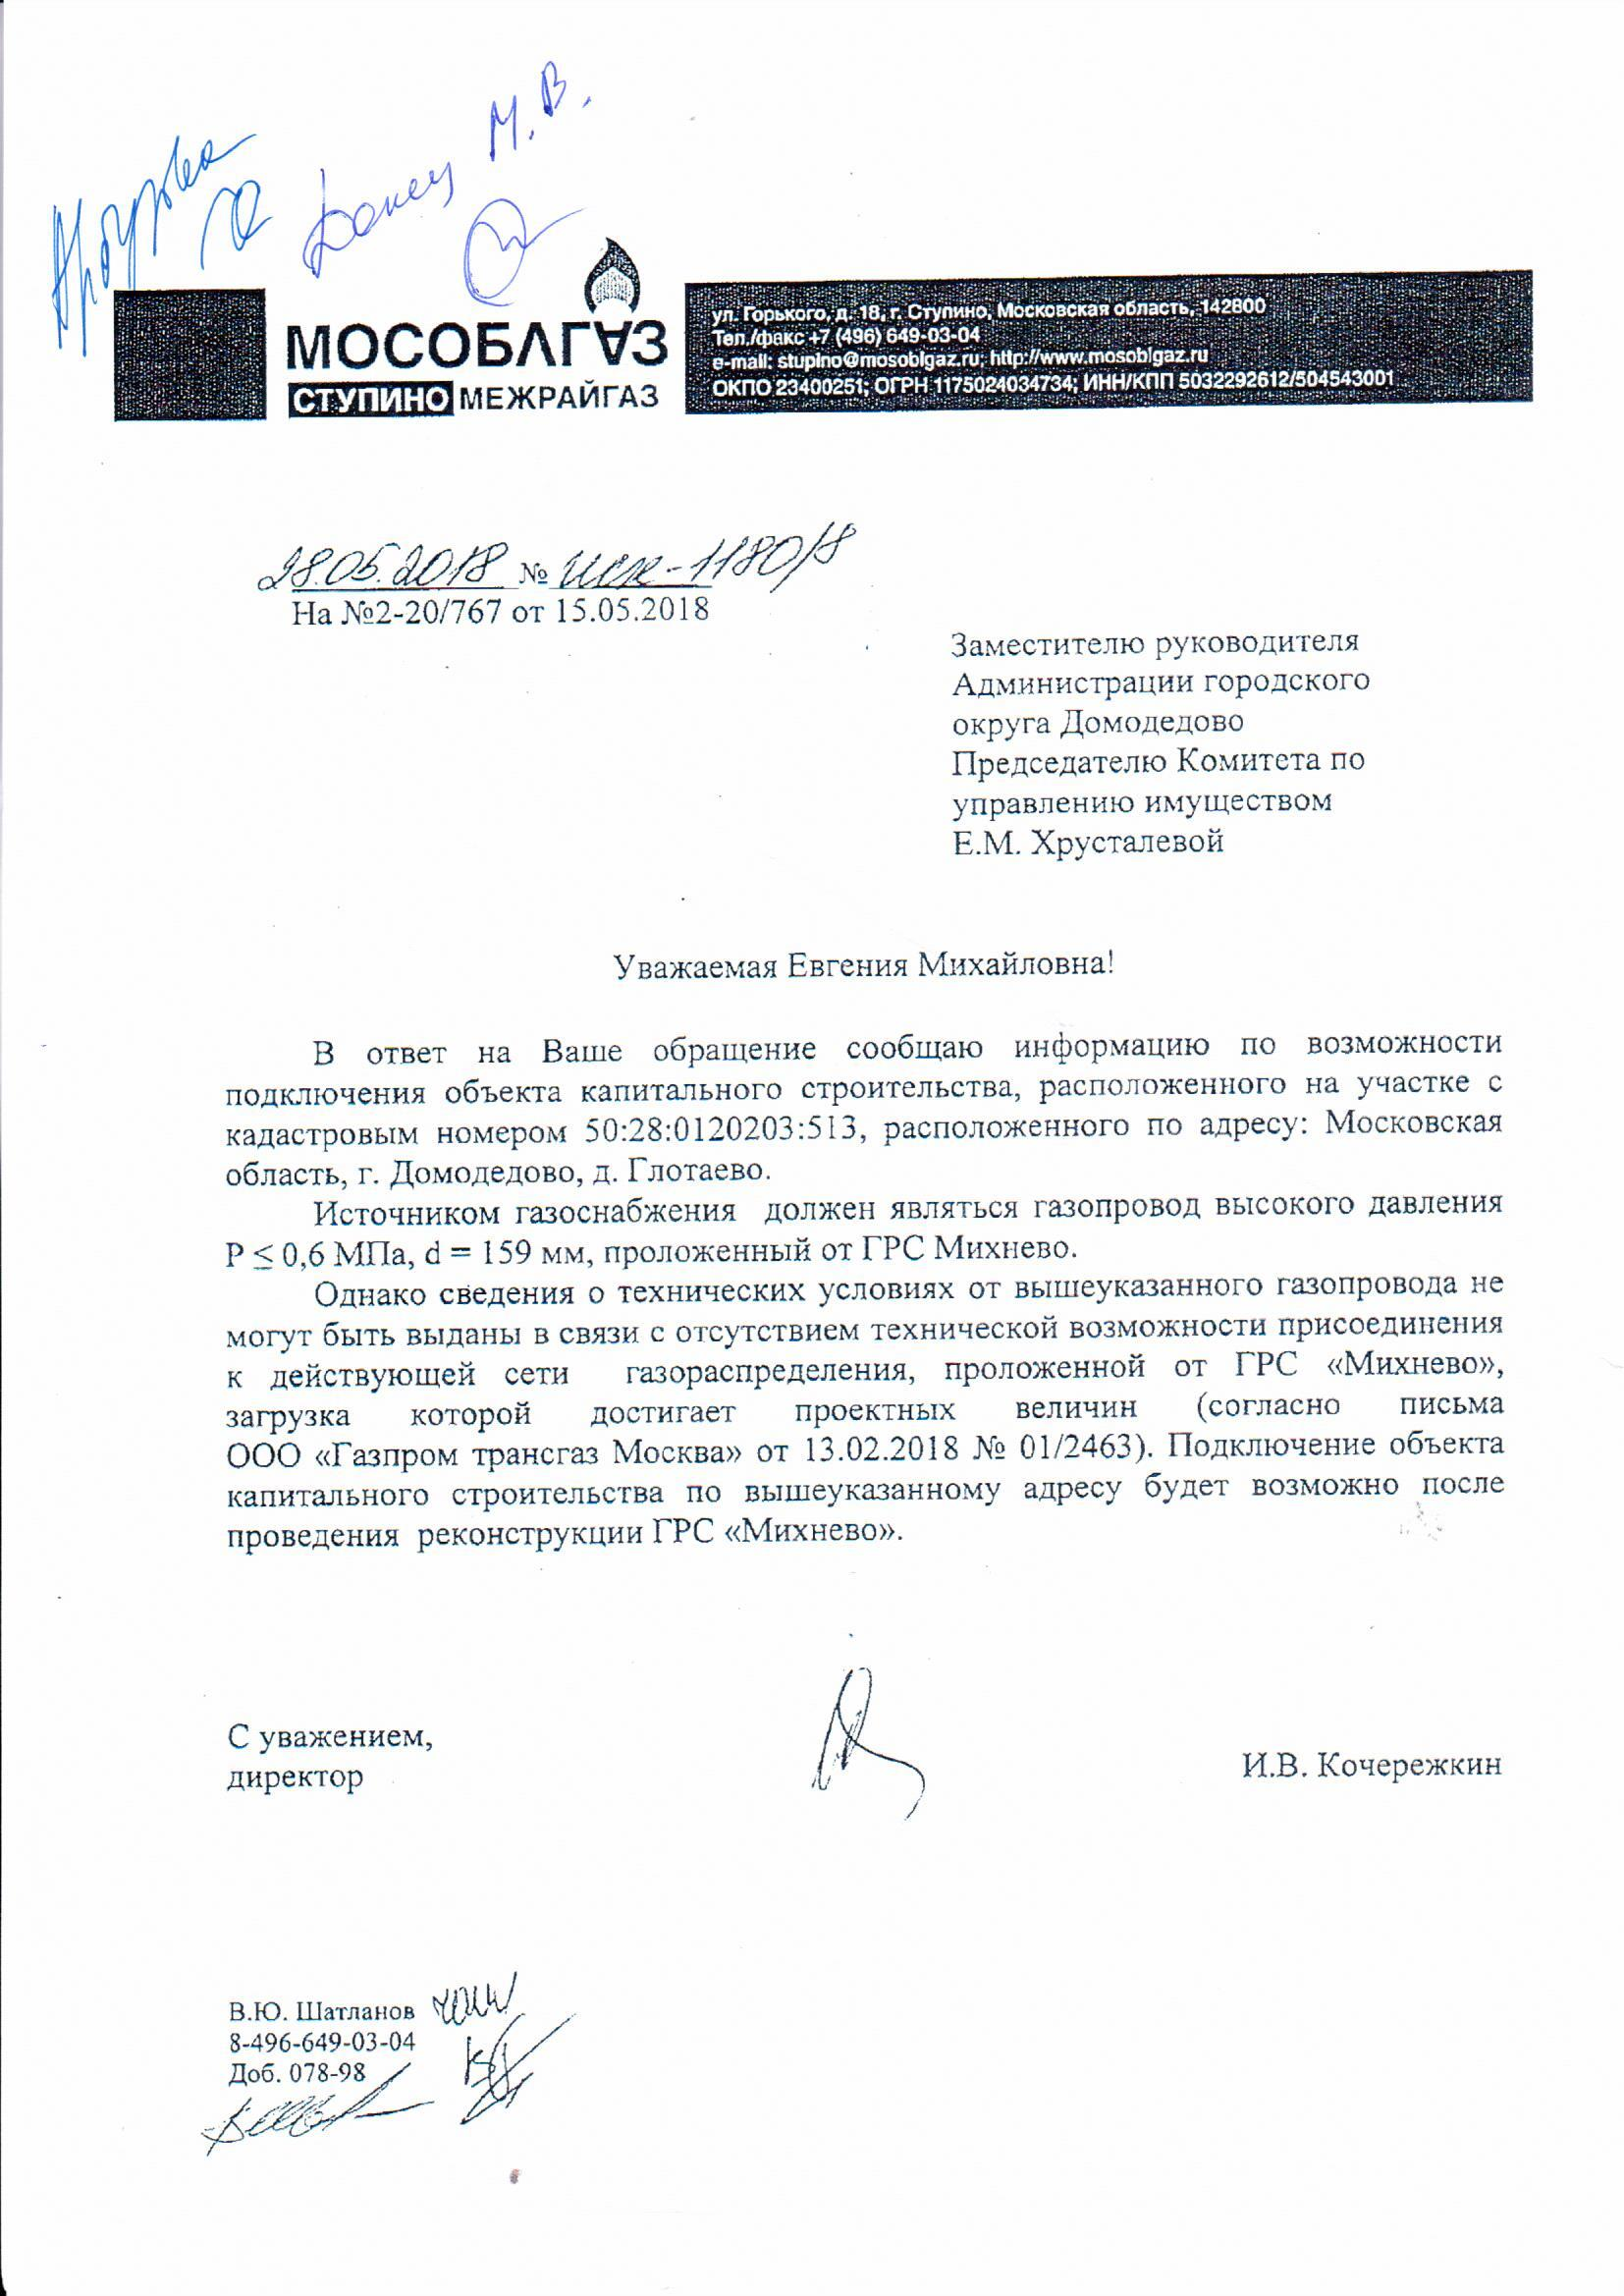 М.В.
МОСОБЛГАЗ
СТУПИНО МЕЖРАЙГАЗ
ул. Горького, д. 18, г. Ступино, Московская область, 142800
Тел./факс +7 (496) 649-03-04
e-mail: stupino@mosoblgaz.ru; http://www.mosoblgaz.ru
ОКПО 23400251; ОГРН 1175024034734; ИНН/КПП 5032292612/504543001
28.05.2018 № исх-1180/8
На №2-20/767 от 15.05.2018
Заместителю руководителя
Администрации городского
округа Домодедово
Председателю Комитета по
управлению имуществом
Е.М. Хрусталевой
Уважаемая Евгения Михайловна!
В ответ на Ваше обращение сообщаю информацию по возможности
подключения объекта капитального строительства, расположенного на участке с
кадастровым номером 50:28:0120203:513, расположенного по адресу: Московская
область, г. Домодедово, д. Глотаево.
Источником газоснабжения должен являться газопровод высокого давления
P ≤ 0,6 МПа, d = 159 мм, проложенный от ГРС Михнево.
Однако сведения о технических условиях от вышеуказанного газопровода не
могут быть выданы в связи с отсутствием технической возможности присоединения
к действующей сети газораспределения, проложенной от ГРС «Михнево»,
загрузка которой достигает проектных величин (согласно письма
ООО «Газпром трансгаз Москва» от 13.02.2018 № 01/2463). Подключение объекта
капитального строительства по вышеуказанному адресу будет возможно после
проведения реконструкции ГРС «Михнево».
С уважением,
директор
И.В. Кочережкин
В.Ю. Шатланов
8-496-649-03-04
Доб. 078-98